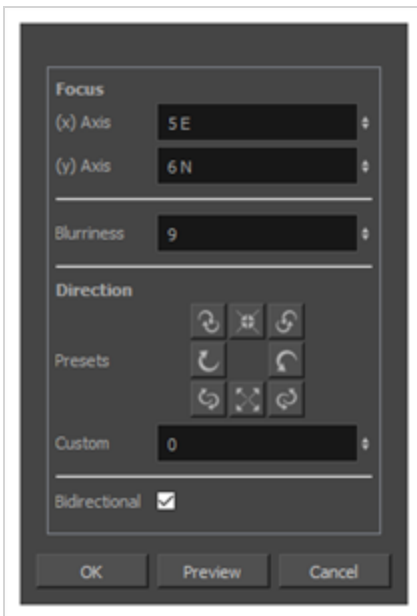 Focus
(x) Axis 5 E
(y) Axis 6 N
Blurriness 9
Direction
Presets
Custom 0
Bidirectional
OK Preview Cancel